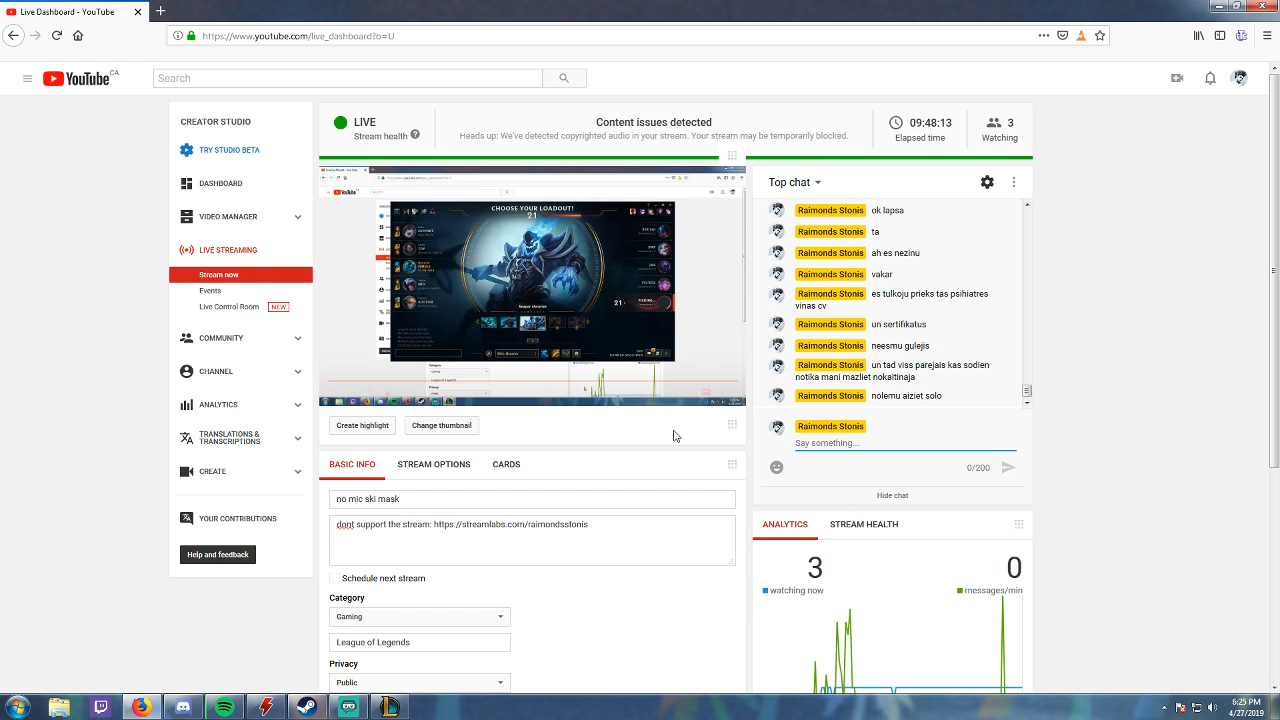 Live Dashboard - YouTube
https://www.youtube.com/live_dashboard?o=U
YouTube CA
Search
CREATOR STUDIO
TRY STUDIO BETA
DASHBOARD
VIDEO MANAGER
LIVE STREAMING
Stream now
Events
Live Control Room NEW
COMMUNITY
CHANNEL
ANALYTICS
TRANSLATIONS &
TRANSCRIPTIONS
CREATE
YOUR CONTRIBUTIONS
Help and feedback
LIVE
Stream health
Content issues detected
Heads up: We've detected copyrighted audio in your stream. Your stream may be temporarily blocked.
09:48:13
Elapsed time
3
Watching
CHOOSE YOUR LOADOUT!
21
21
Create highlight
Change thumbnail
BASIC INFO
STREAM OPTIONS
CARDS
no mic ski mask
dont support the stream: https://streamlabs.com/raimondsstonis
Schedule next stream
Category
Gaming
League of Legends
Privacy
Public
Top chat
Raimonds Stonis ok lapsa
Raimonds Stonis ta
Raimonds Stonis ah es nezinu
Raimonds Stonis vakar
Raimonds Stonis es tulkoju prieks tas psihiatres
vinas cv
Raimonds Stonis un sertifikatus
Raimonds Stonis neesmu gulejis
Raimonds Stonis un tad viss parejais kas sodien
notika mani mazliet nokaitinaja
Raimonds Stonis nolemu aiziet solo
Raimonds Stonis
Say something...
0/200
Hide chat
ANALYTICS
STREAM HEALTH
3
watching now
0
messages/min
6:25 PM
4/27/2019